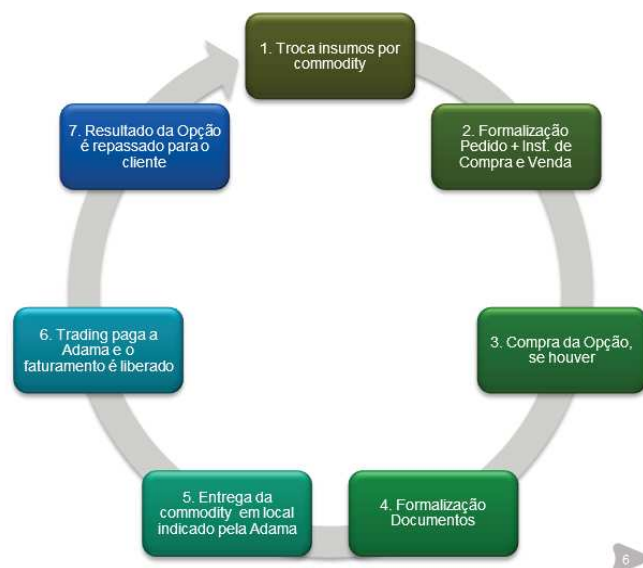 1. Troca insumos por
commodity
2. Formalização
Pedido + Inst. de
Compra e Venda
3. Compra da Opção,
se houver
4. Formalização
Documentos
5. Entrega da
commodity em local
indicado pela Adama
6. Trading paga a
Adama e o
faturamento é liberado
7. Resultado da Opção
é repassado para o
cliente
6